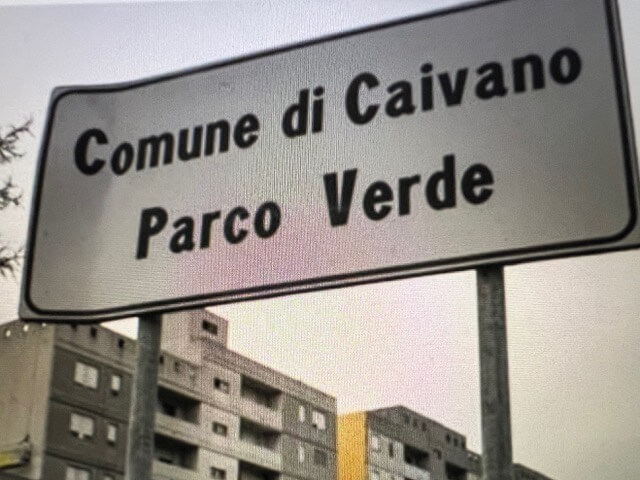 Comune di Caivano
Parco Verde